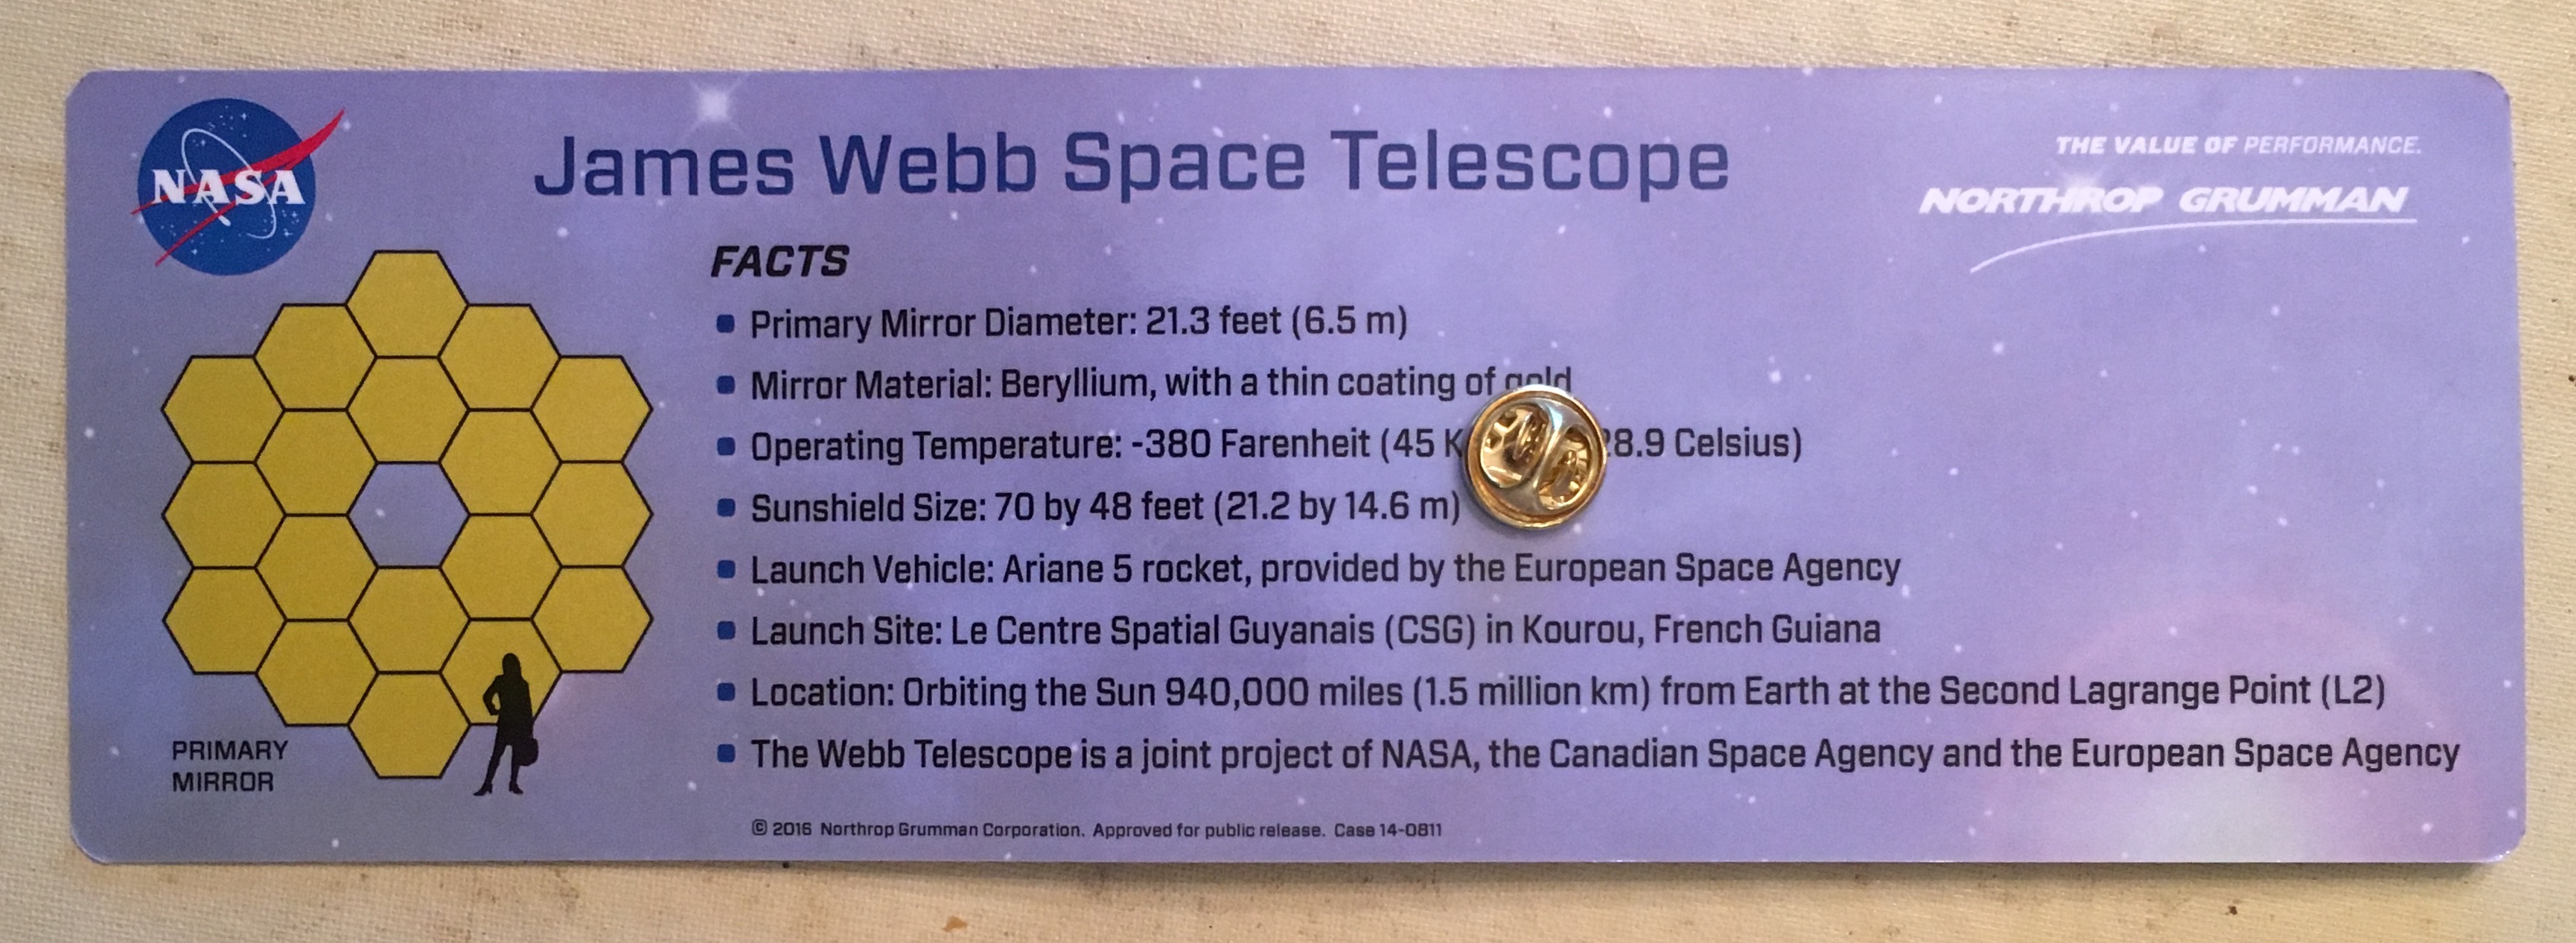 NASA
James Webb Space Telescope
THE VALUE OF PERFORMANCE.
NORTHROP GRUMMAN
FACTS
Primary Mirror Diameter: 21.3 feet (6.5 m)
Mirror Material: Beryllium, with a thin coating of gold
Operating Temperature: -380 Farenheit (45 K 28.9 Celsius)
Sunshield Size: 70 by 48 feet (21.2 by 14.6 m)
Launch Vehicle: Ariane 5 rocket, provided by the European Space Agency
Launch Site: Le Centre Spatial Guyanais (CSG) in Kourou, French Guiana
Location: Orbiting the Sun 940,000 miles (1.5 million km) from Earth at the Second Lagrange Point (L2)
The Webb Telescope is a joint project of NASA, the Canadian Space Agency and the European Space Agency
PRIMARY
MIRROR
© 2016 Northrop Grumman Corporation. Approved for public release. Case 14-0811